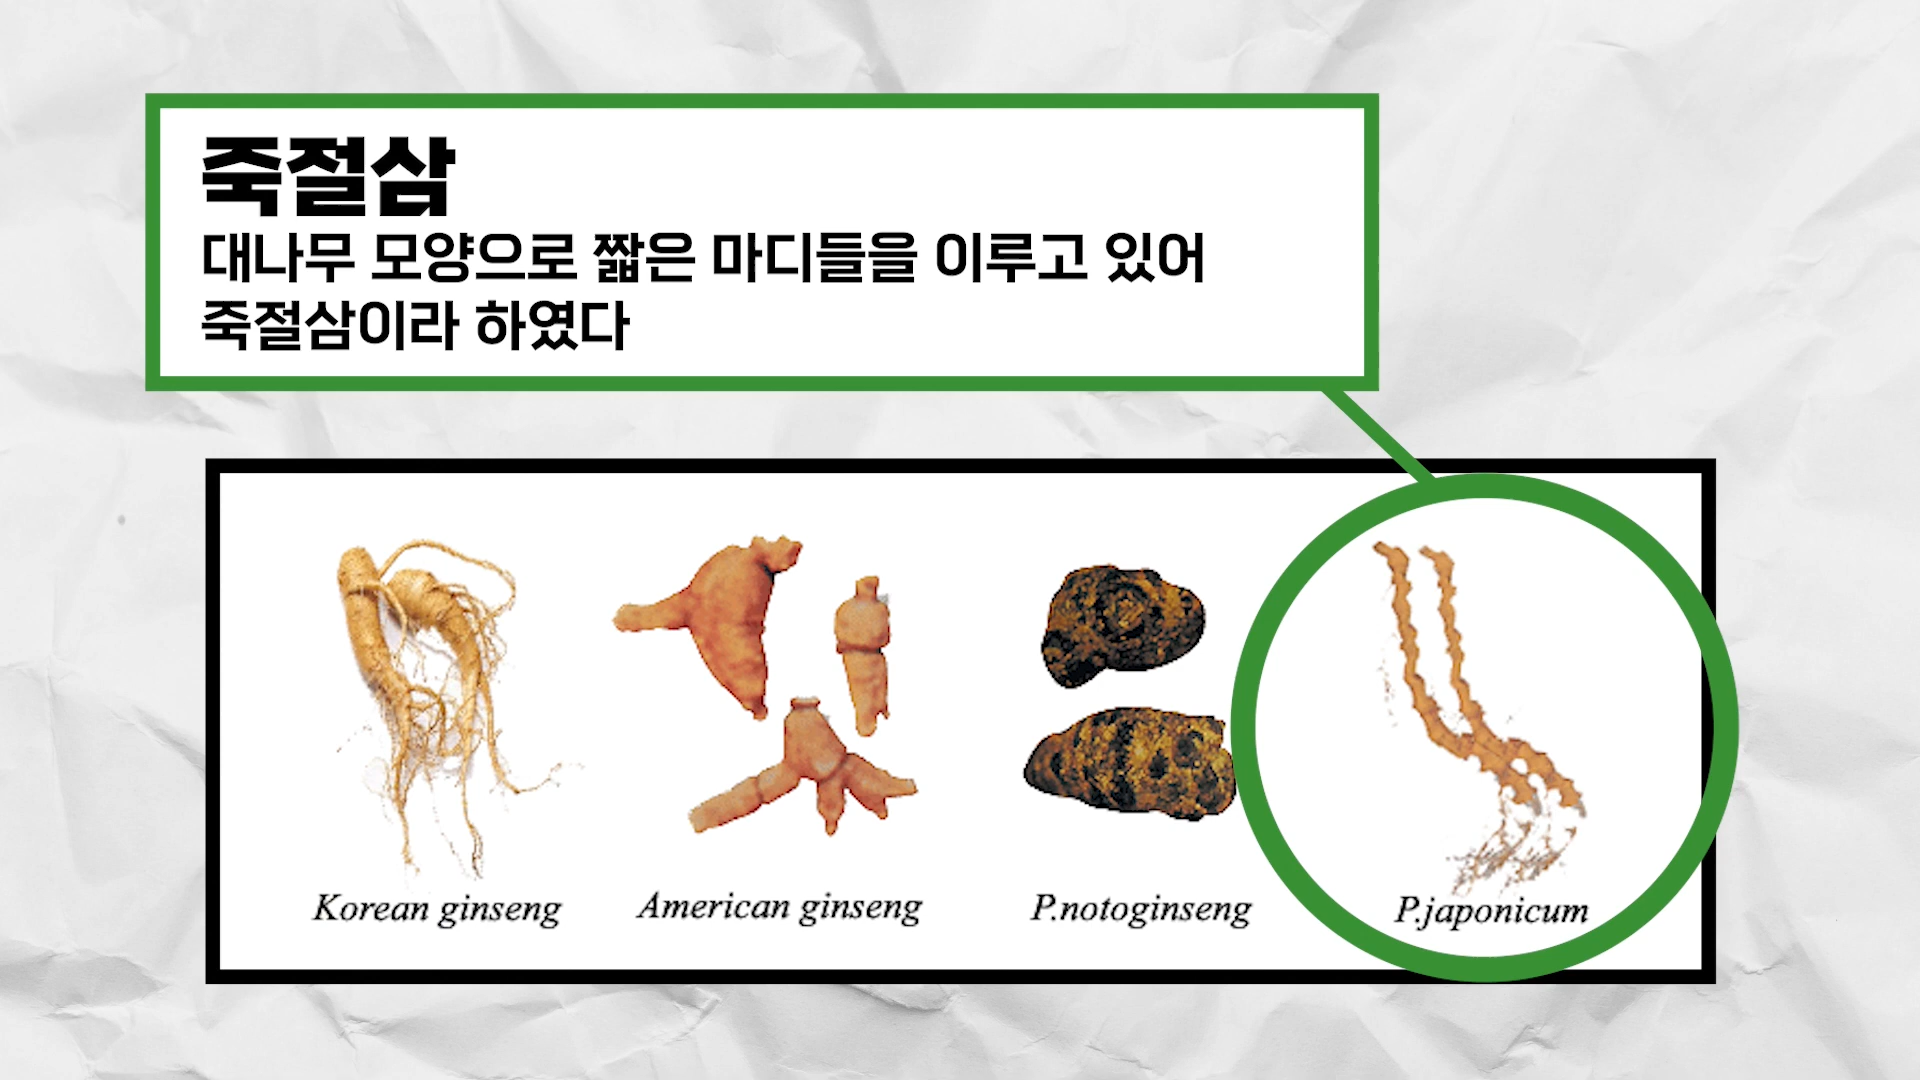 죽절삼
대나무 모양으로 짧은 마디들을 이루고 있어
죽절삼이라 하였다
Korean ginseng
American ginseng
P.notoginseng
P.japonicum